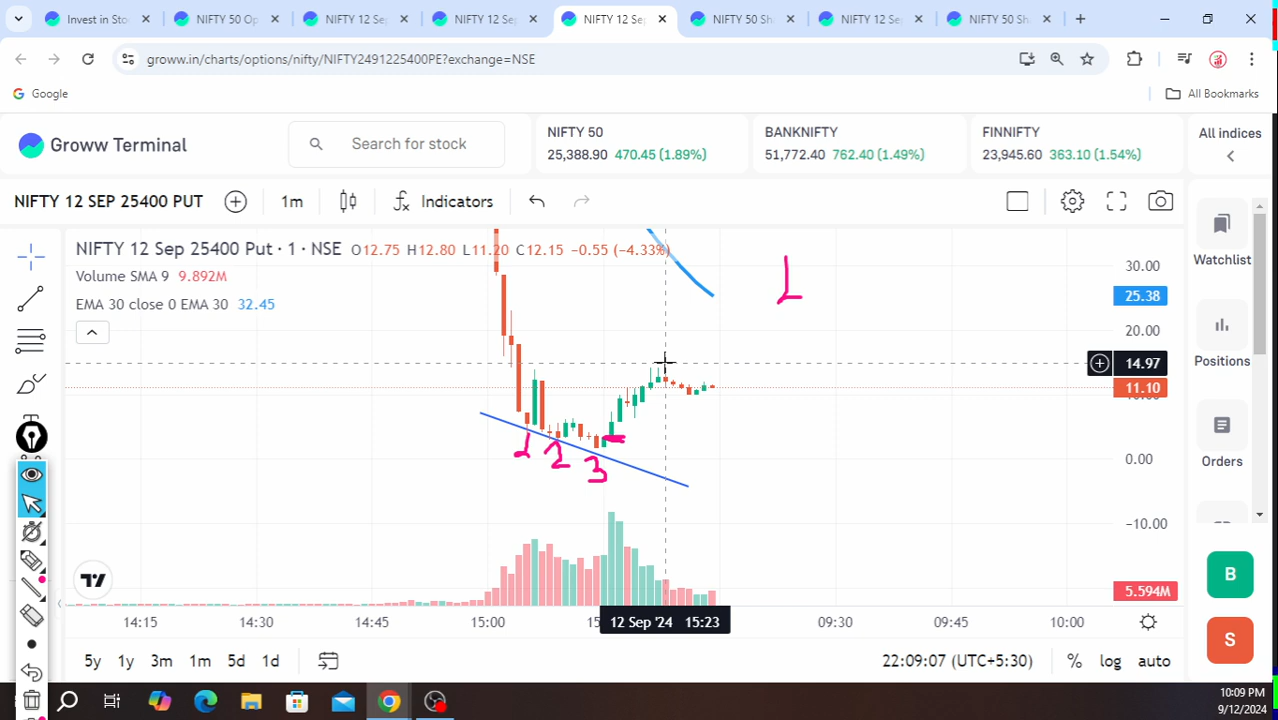 Invest in Sto
NIFTY 50 Op
NIFTY 12 Sep
NIFTY 12 Sep
NIFTY 12 Sep
NIFTY 50 Sha
NIFTY 12 Sep
NIFTY 50 Sh
groww.in/charts/options/nifty/NIFTY2491225400PE?exchange=NSE
Google
All Bookmarks
Groww Terminal
Search for stock
NIFTY 50
25,388.90 470.45 (1.89%)
BANKNIFTY
51,772.40 762.40 (1.49%)
FINNIFTY
23,945.60 363.10 (1.54%)
All indices
NIFTY 12 SEP 25400 PUT
1m
Indicators
NIFTY 12 Sep 25400 Put · 1 · NSE O12.75 H12.80 L11.20 C12.15 −0.55 (−4.33%)
Volume SMA 9 9.892M
EMA 30 close 0 EMA 30 32.45
1
1
2
3
30.00
25.38
20.00
14.97
11.10
0.00
−10.00
5.594M
Watchlist
Positions
Orders
B
S
14:15 14:30 14:45 15:00 12 Sep '24 15:23 09:30 09:45 10:00
5y 1y 3m 1m 5d 1d
22:09:07 (UTC+5:30) % log auto
10:09 PM
9/12/2024